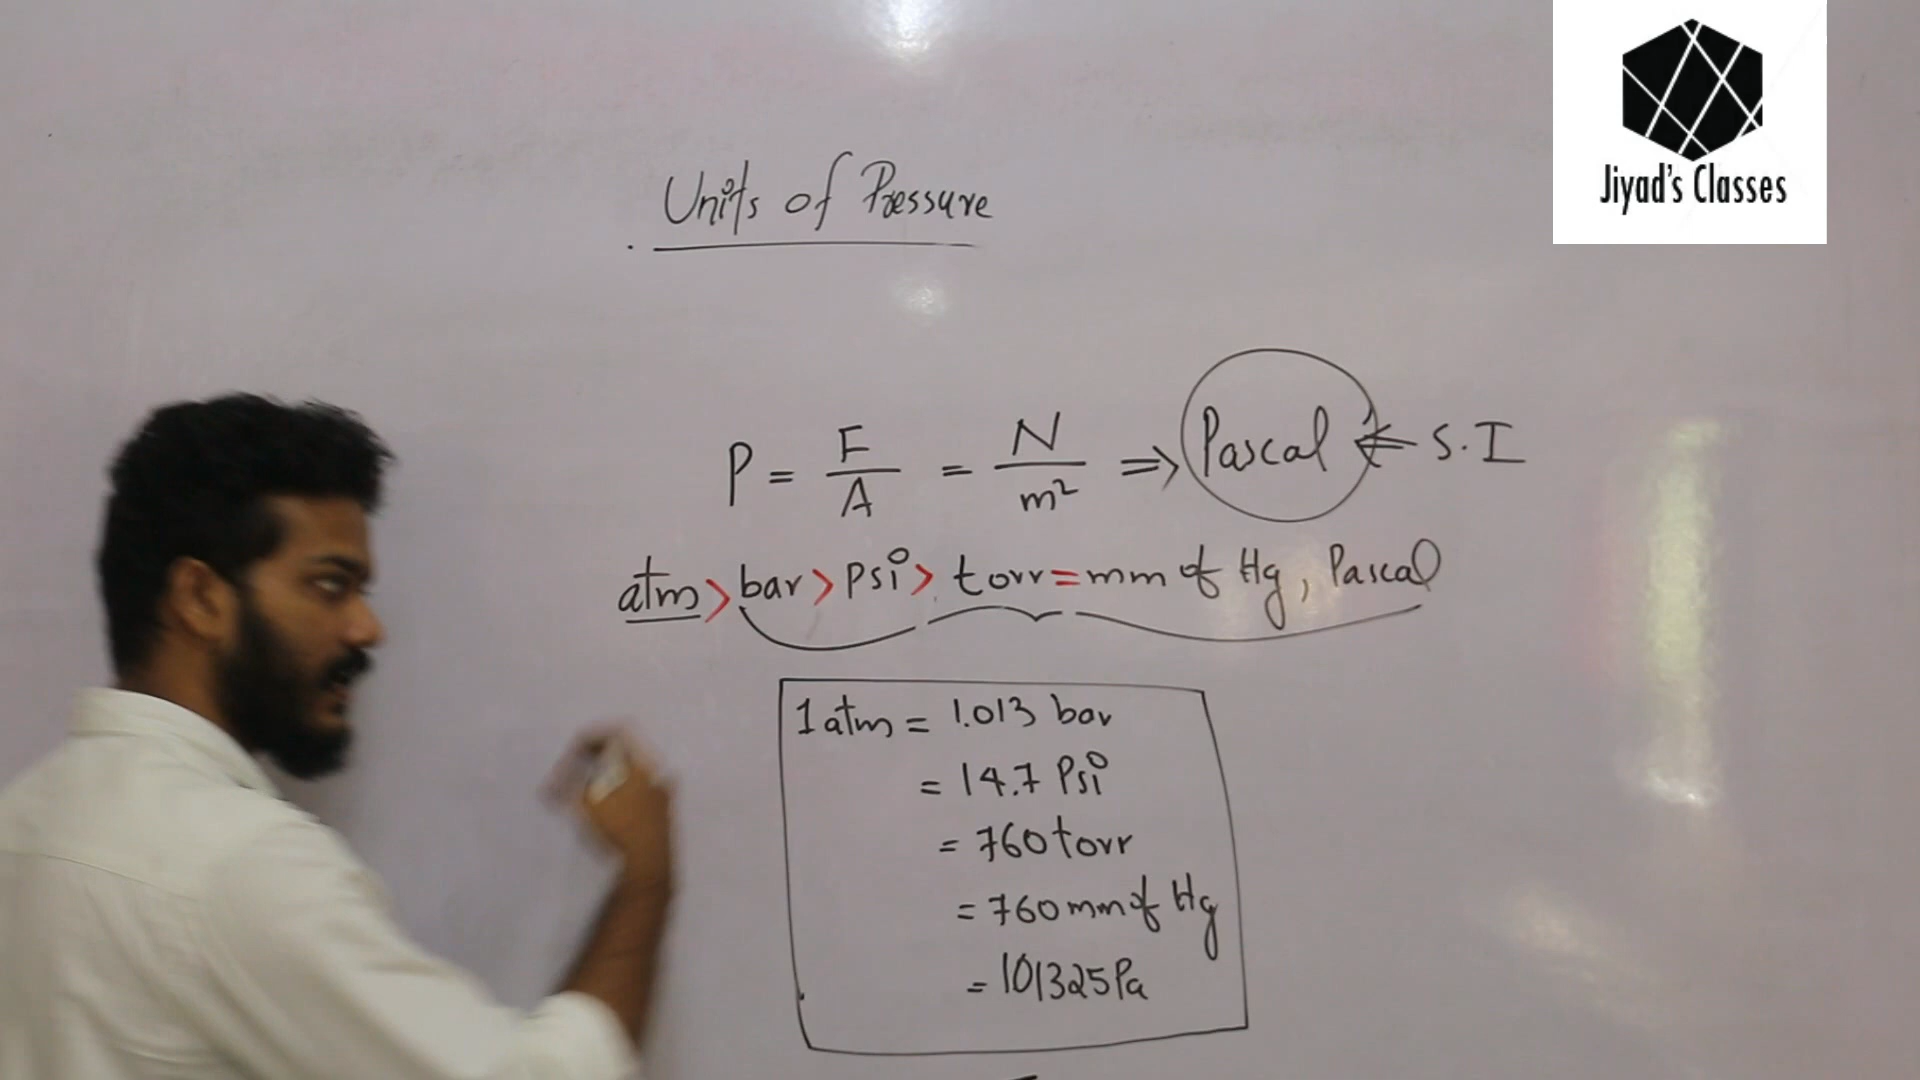 Jiyad's Classes
Units of Pressure
P = F/A = N/m² ⇒ Pascal ⇐ S.I
atm > bar > Psi > torr = mm of Hg, Pascal
1 atm = 1.013 bar
= 14.7 Psi
= 760 torr
= 760 mm of Hg
= 101325 Pa